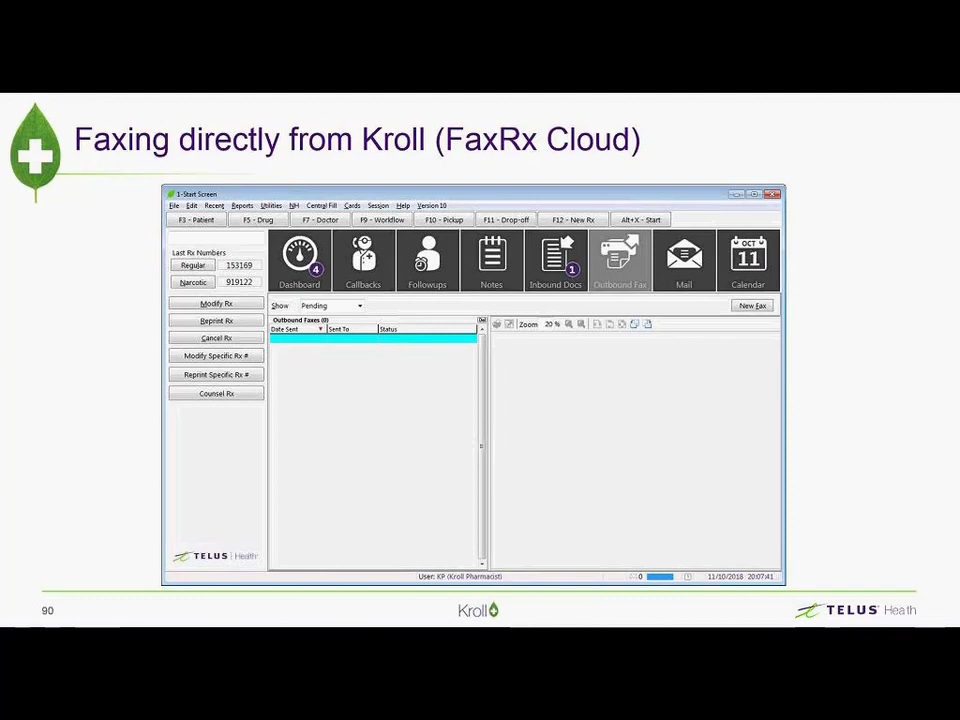 Faxing directly from Kroll (FaxRx Cloud)
1-Start Screen
File Edit Recent Reports Utilities NH Central Fill Cards Session Help Version 10
F3 - Patient F5 - Drug F7 - Doctor F9 - Workflow F10 - Pickup F11 - Drop-off F12 - New Rx Alt+X - Start
Last Rx Numbers
Regular 153169
Narcotic 919122
Modify Rx
Reprint Rx
Cancel Rx
Modify Specific Rx #
Reprint Specific Rx #
Counsel Rx
4 1 OCT 11
Dashboard Callbacks Followups Notes Inbound Docs Outbound Fax Mail Calendar
Show Pending New Fax
Outbound Faxes (0) Del
Date Sent Sent To Status
Zoom 20 %
TELUS Health
User: KP (Kroll Pharmacist) 0 11/10/2018 20:07:41
90 Kroll TELUS Health